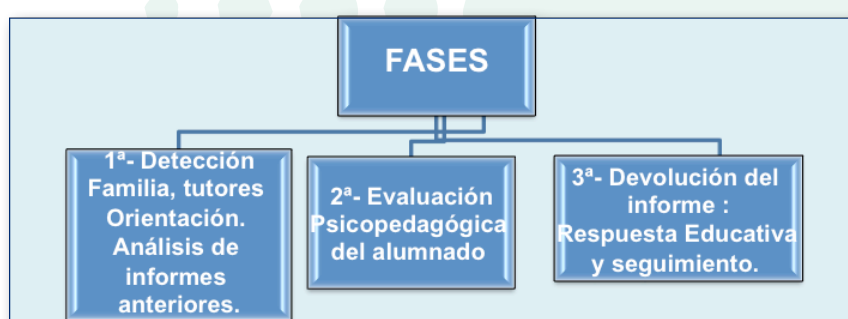 FASES
1ª- Detección
Familia, tutores
Orientación.
Análisis de
informes
anteriores.
2ª- Evaluación
Psicopedagógica
del alumnado
3ª- Devolución del
informe :
Respuesta Educativa
y seguimiento.